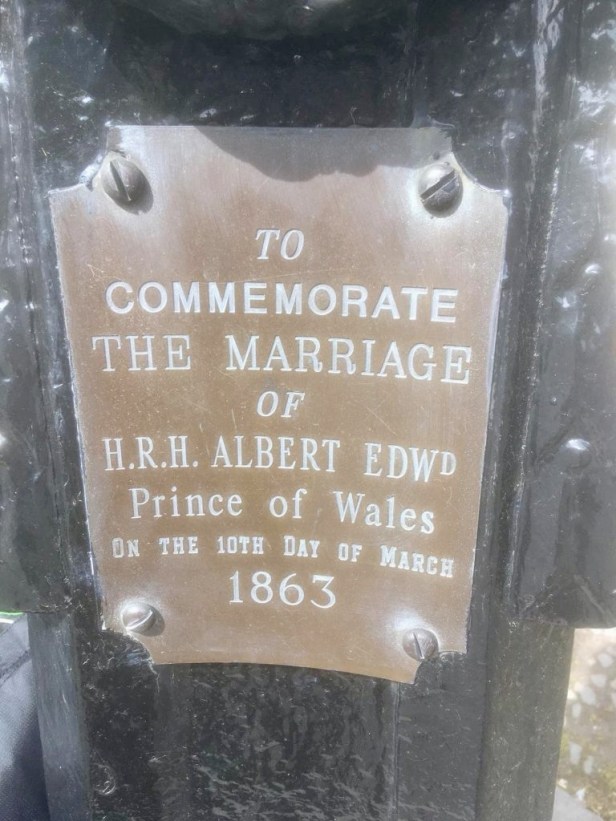 TO
COMMEMORATE
THE MARRIAGE
OF
H.R.H. ALBERT EDWD
Prince of Wales
ON THE 10TH DAY OF MARCH
1863